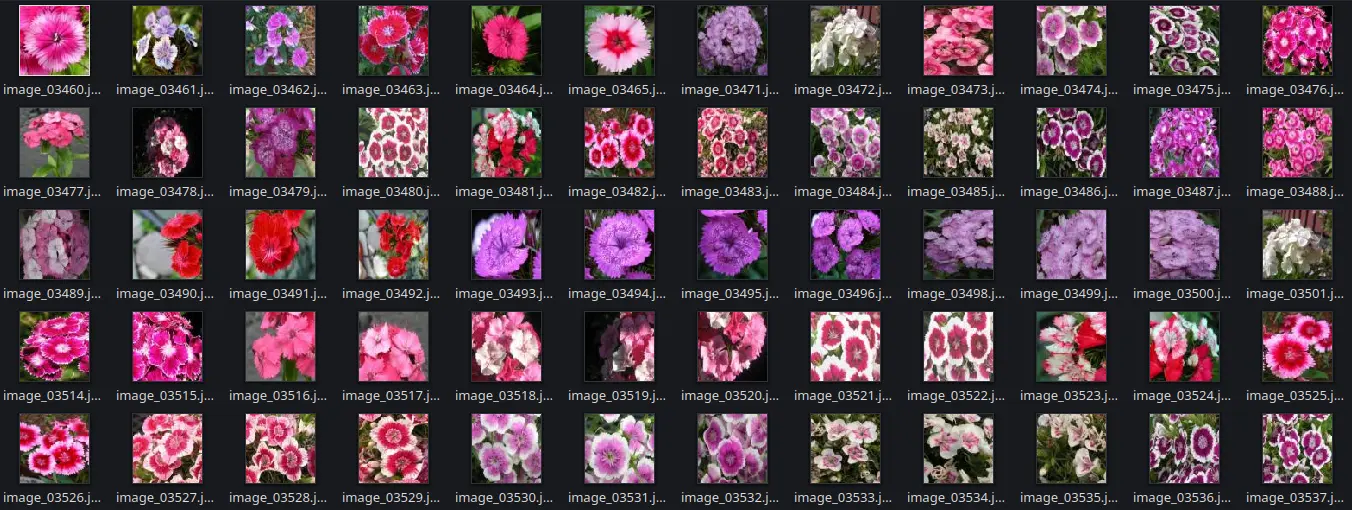 image_03460.j... image_03461.j... image_03462.j... image_03463.j... image_03464.j... image_03465.j... image_03471.j... image_03472.j... image_03473.j... image_03474.j... image_03475.j... image_03476.j...
image_03477.j... image_03478.j... image_03479.j... image_03480.j... image_03481.j... image_03482.j... image_03483.j... image_03484.j... image_03485.j... image_03486.j... image_03487.j... image_03488.j...
image_03489.j... image_03490.j... image_03491.j... image_03492.j... image_03493.j... image_03494.j... image_03495.j... image_03496.j... image_03498.j... image_03499.j... image_03500.j... image_03501.j...
image_03514.j... image_03515.j... image_03516.j... image_03517.j... image_03518.j... image_03519.j... image_03520.j... image_03521.j... image_03522.j... image_03523.j... image_03524.j... image_03525.j...
image_03526.j... image_03527.j... image_03528.j... image_03529.j... image_03530.j... image_03531.j... image_03532.j... image_03533.j... image_03534.j... image_03535.j... image_03536.j... image_03537.j...